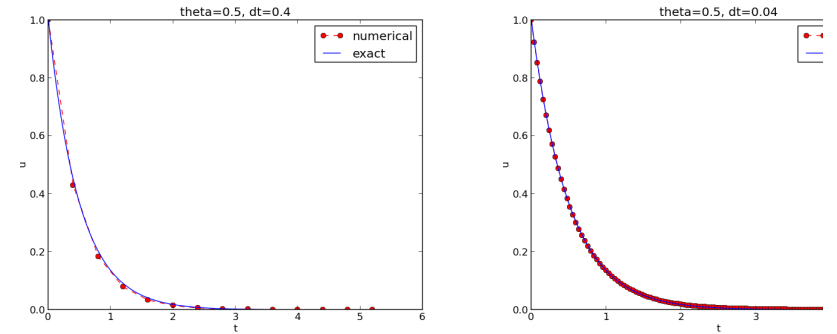 theta=0.5, dt=0.4
numerical
exact
1.0
0.8
0.6
0.4
0.2
0.0
u
0 1 2 3 4 5 6
t
theta=0.5, dt=0.04
1.0
0.8
0.6
0.4
0.2
0.0
u
0 1 2 3
t